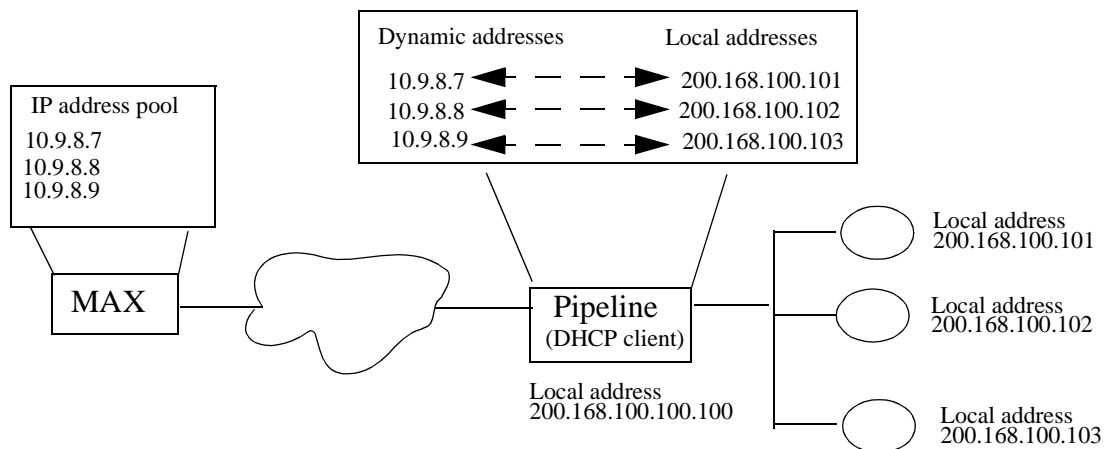 Dynamic addresses
Local addresses
10.9.8.7
200.168.100.101
10.9.8.8
200.168.100.102
10.9.8.9
200.168.100.103
IP address pool
10.9.8.7
10.9.8.8
10.9.8.9
MAX
Pipeline
(DHCP client)
Local address
200.168.100.100.100
Local address
200.168.100.101
Local address
200.168.100.102
Local address
200.168.100.103